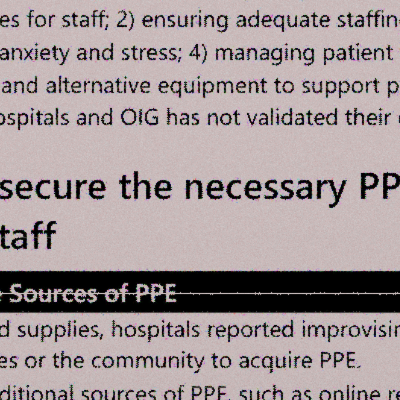 es for staff; 2) ensuring adequate staffin
anxiety and stress; 4) managing patient
and alternative equipment to support p
ospitals and OIG has not validated their
secure the necessary PP
taff
e Sources of PPE
d supplies, hospitals reported improvisin
es or the community to acquire PPE.
ditional sources of PPE, such as online re